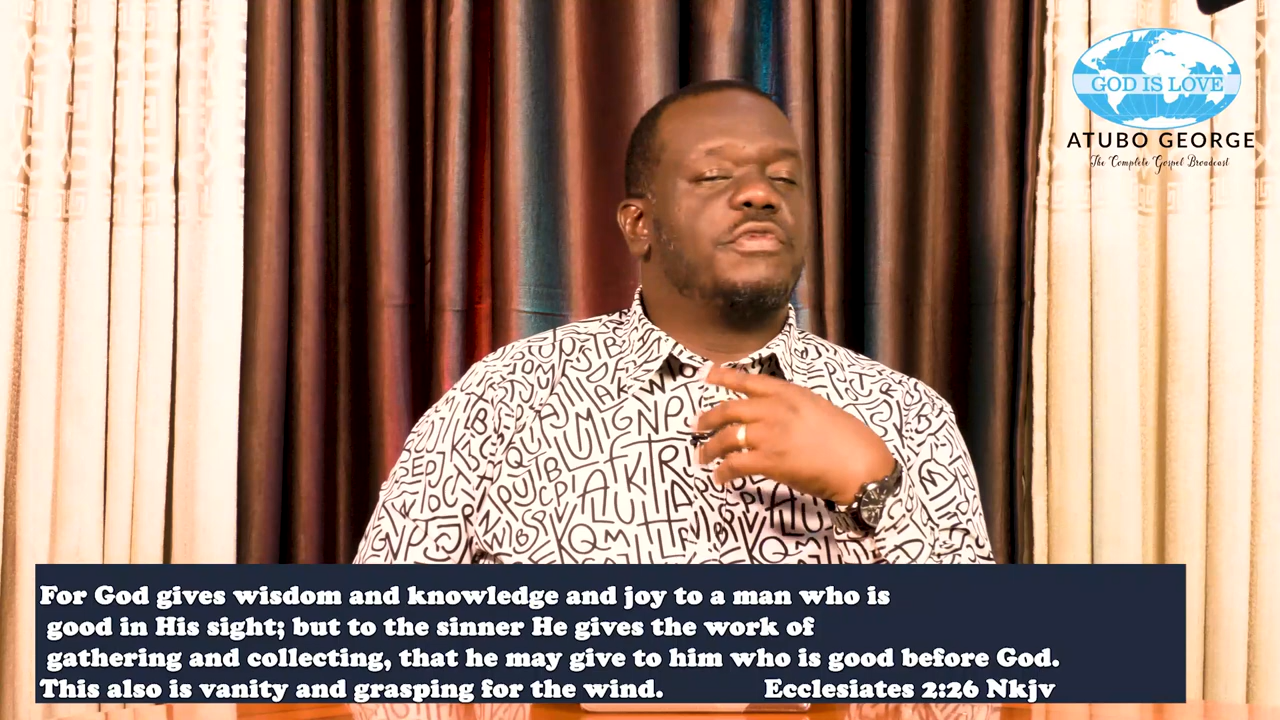 GOD IS LOVE
ATUBO GEORGE
The Complete Gospel Broadcast
For God gives wisdom and knowledge and joy to a man who is
good in His sight; but to the sinner He gives the work of
gathering and collecting, that he may give to him who is good before God.
This also is vanity and grasping for the wind. Ecclesiates 2:26 Nkjv